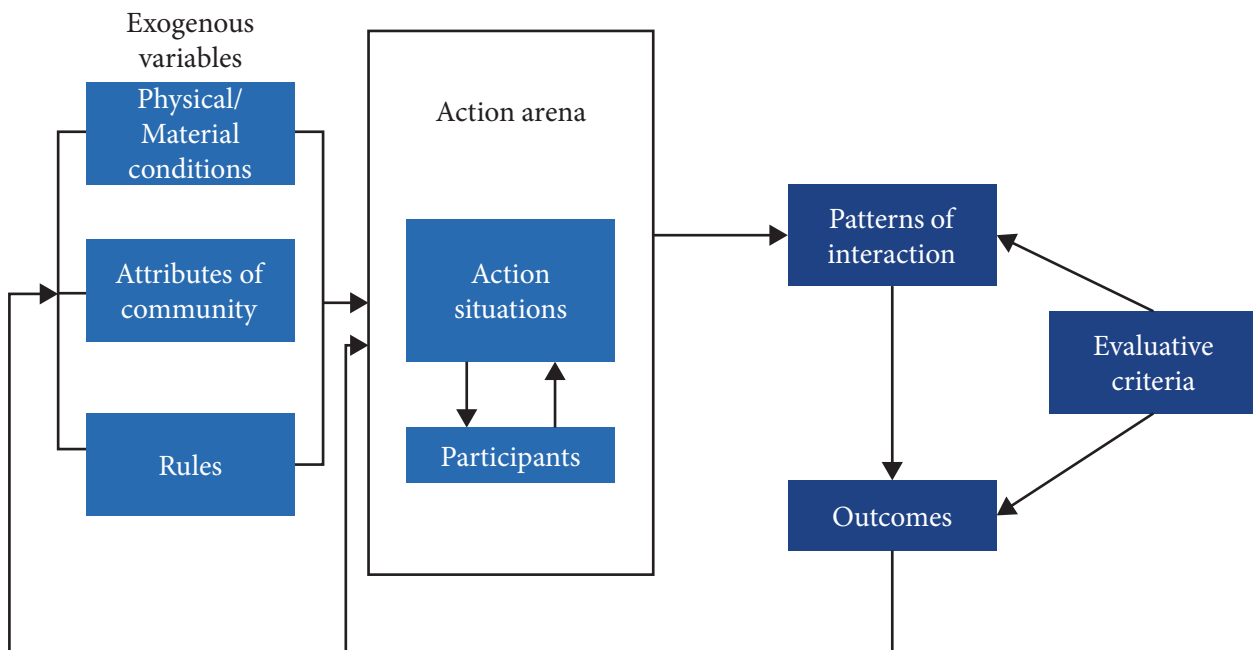 Exogenous
variables
Physical/
Material
conditions
Attributes of
community
Rules
Action arena
Action
situations
Participants
Patterns of
interaction
Outcomes
Evaluative
criteria